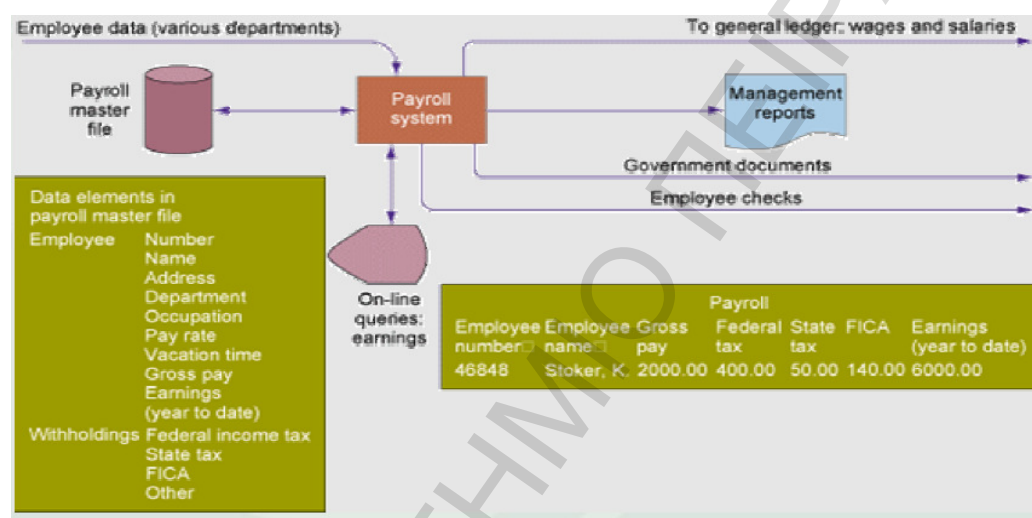 Employee data (various departments)
To general ledger: wages and salaries
Payroll
master
file
Payroll
system
Management
reports
Government documents
Employee checks
Data elements in
payroll master file
Employee Number
Name
Address
Department
Occupation
Pay rate
Vacation time
Gross pay
Earnings
(year to date)
Withholdings Federal income tax
State tax
FICA
Other
On-line
queries:
earnings
Payroll
Employee Employee Gross Federal State FICA Earnings
number name pay tax tax (year to date)
46848 Stoker, K. 2000.00 400.00 50.00 140.00 6000.00